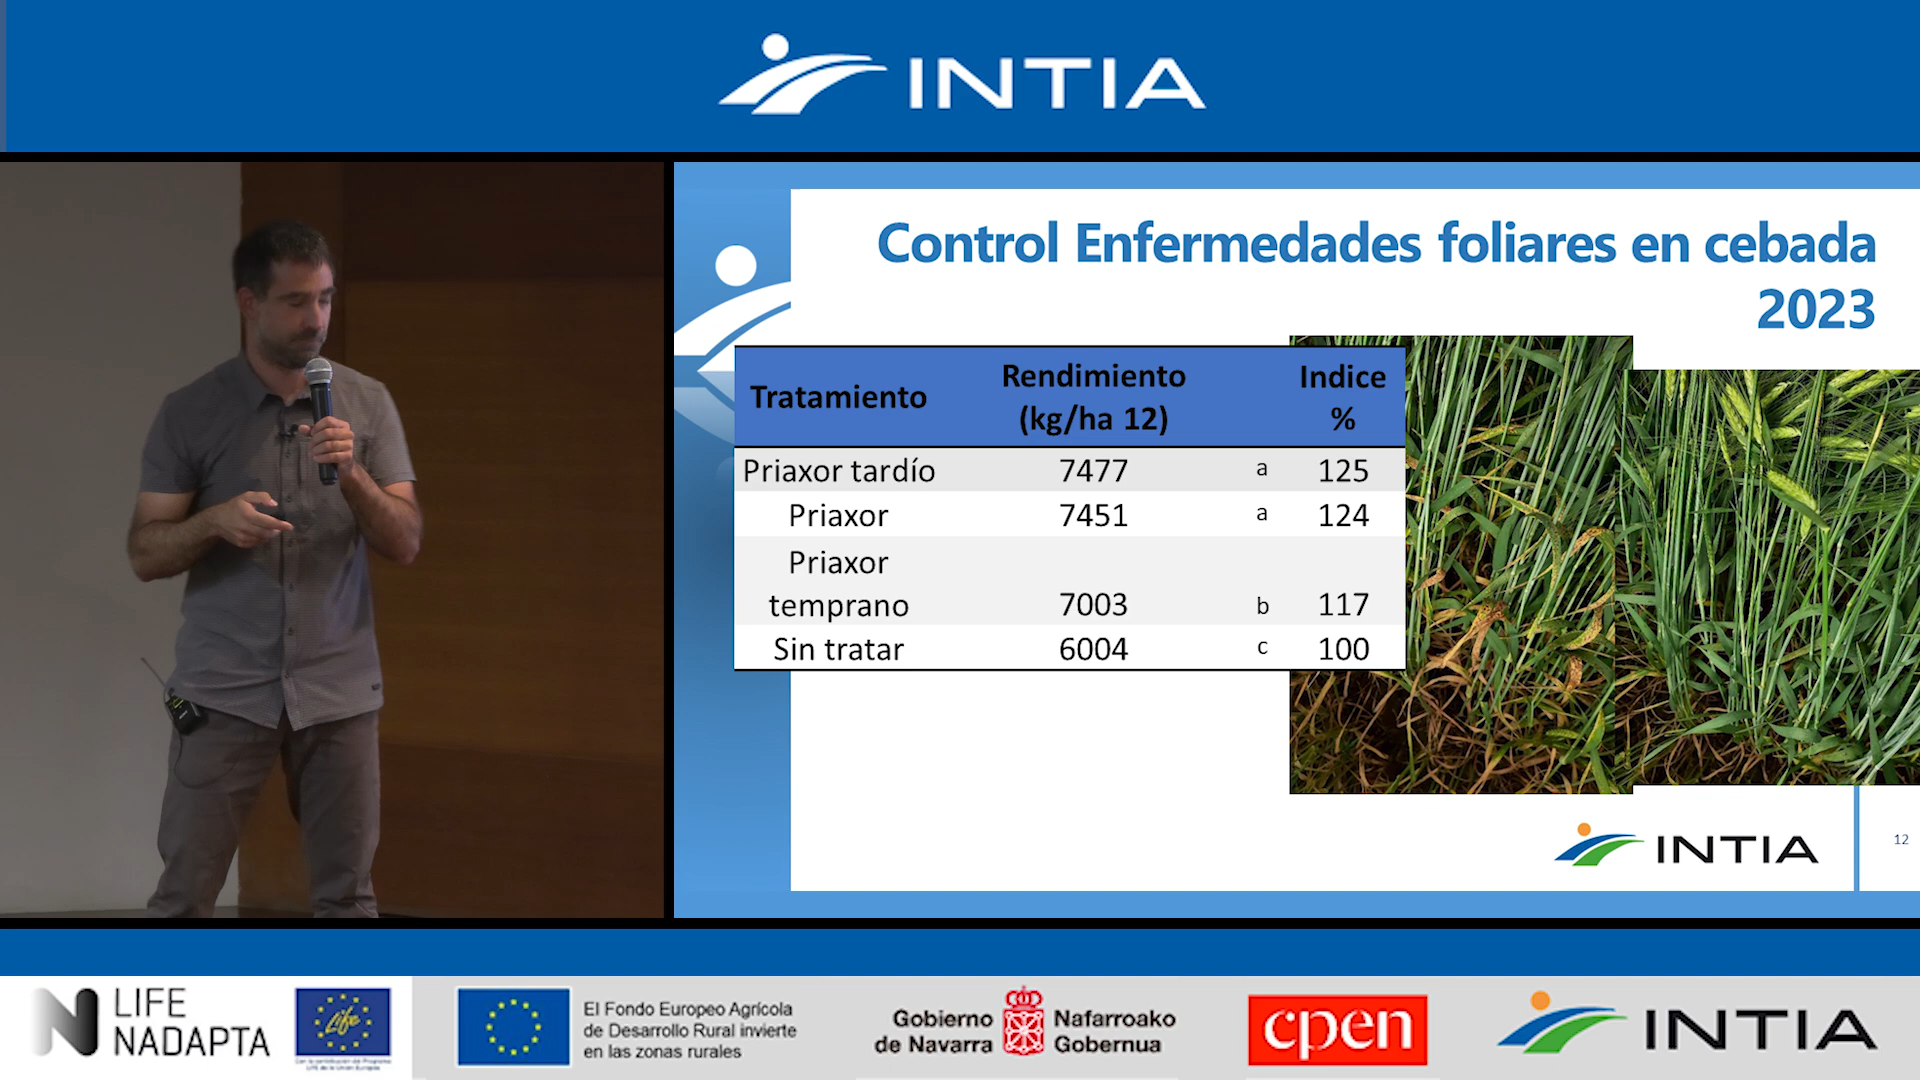 INTIA
Control Enfermedades foliares en cebada
2023
Tratamiento Rendimiento (kg/ha 12) Indice %
Priaxor tardío 7477 a 125
Priaxor 7451 a 124
Priaxor
temprano 7003 b 117
Sin tratar 6004 c 100
INTIA
12
LIFE
NADAPTA
Life
El Fondo Europeo Agrícola
de Desarrollo Rural invierte
en las zonas rurales
Gobierno
de Navarra
Nafarroako
Gobernua
cpen
INTIA